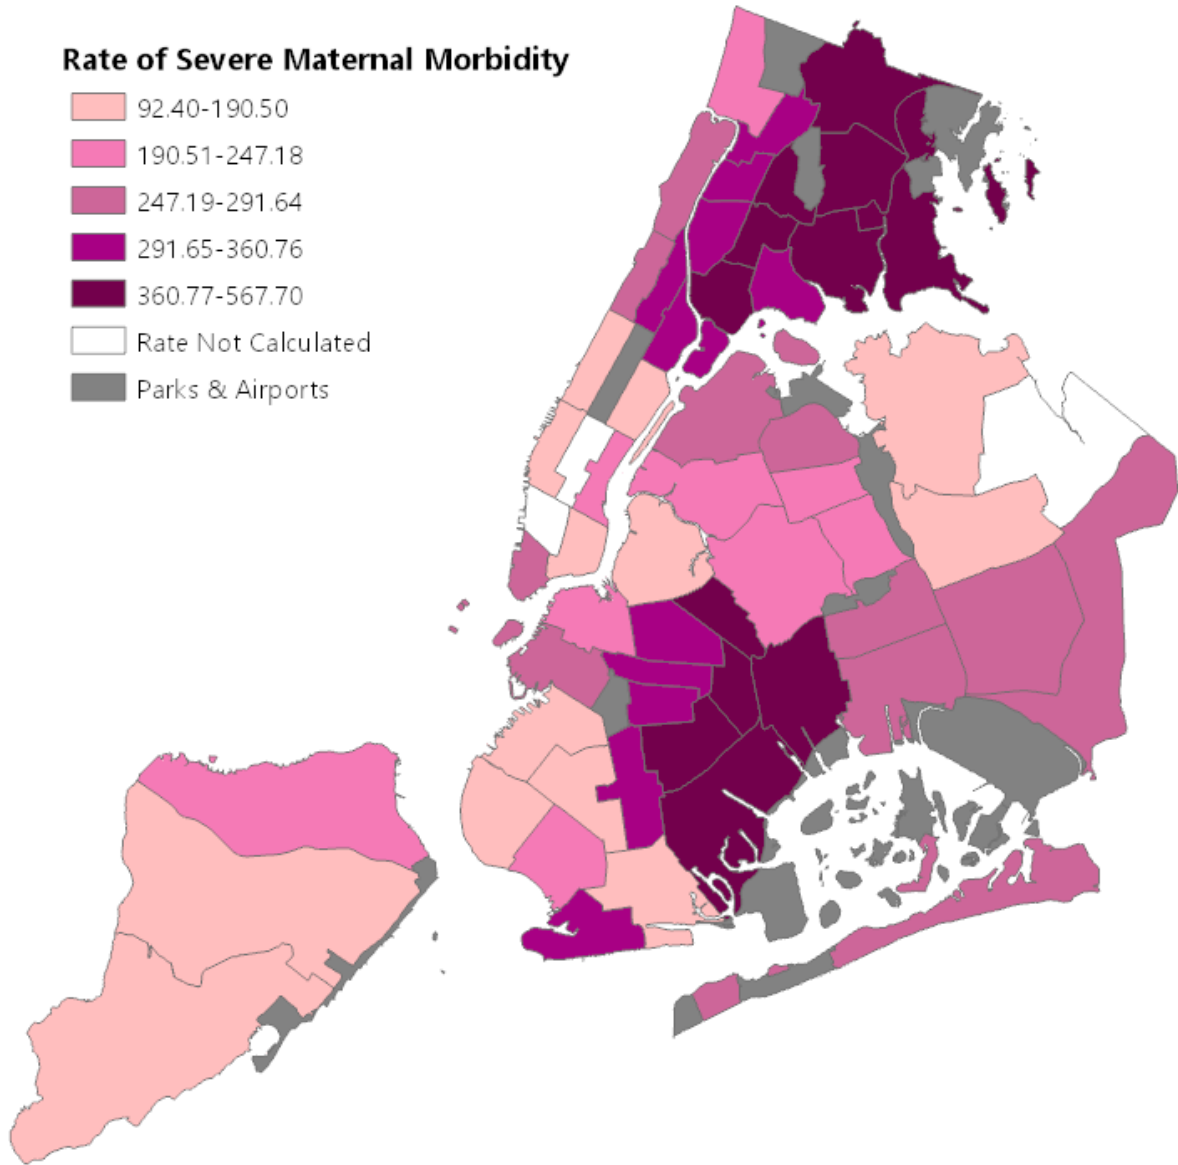 Rate of Severe Maternal Morbidity
92.40-190.50
190.51-247.18
247.19-291.64
291.65-360.76
360.77-567.70
Rate Not Calculated
Parks & Airports